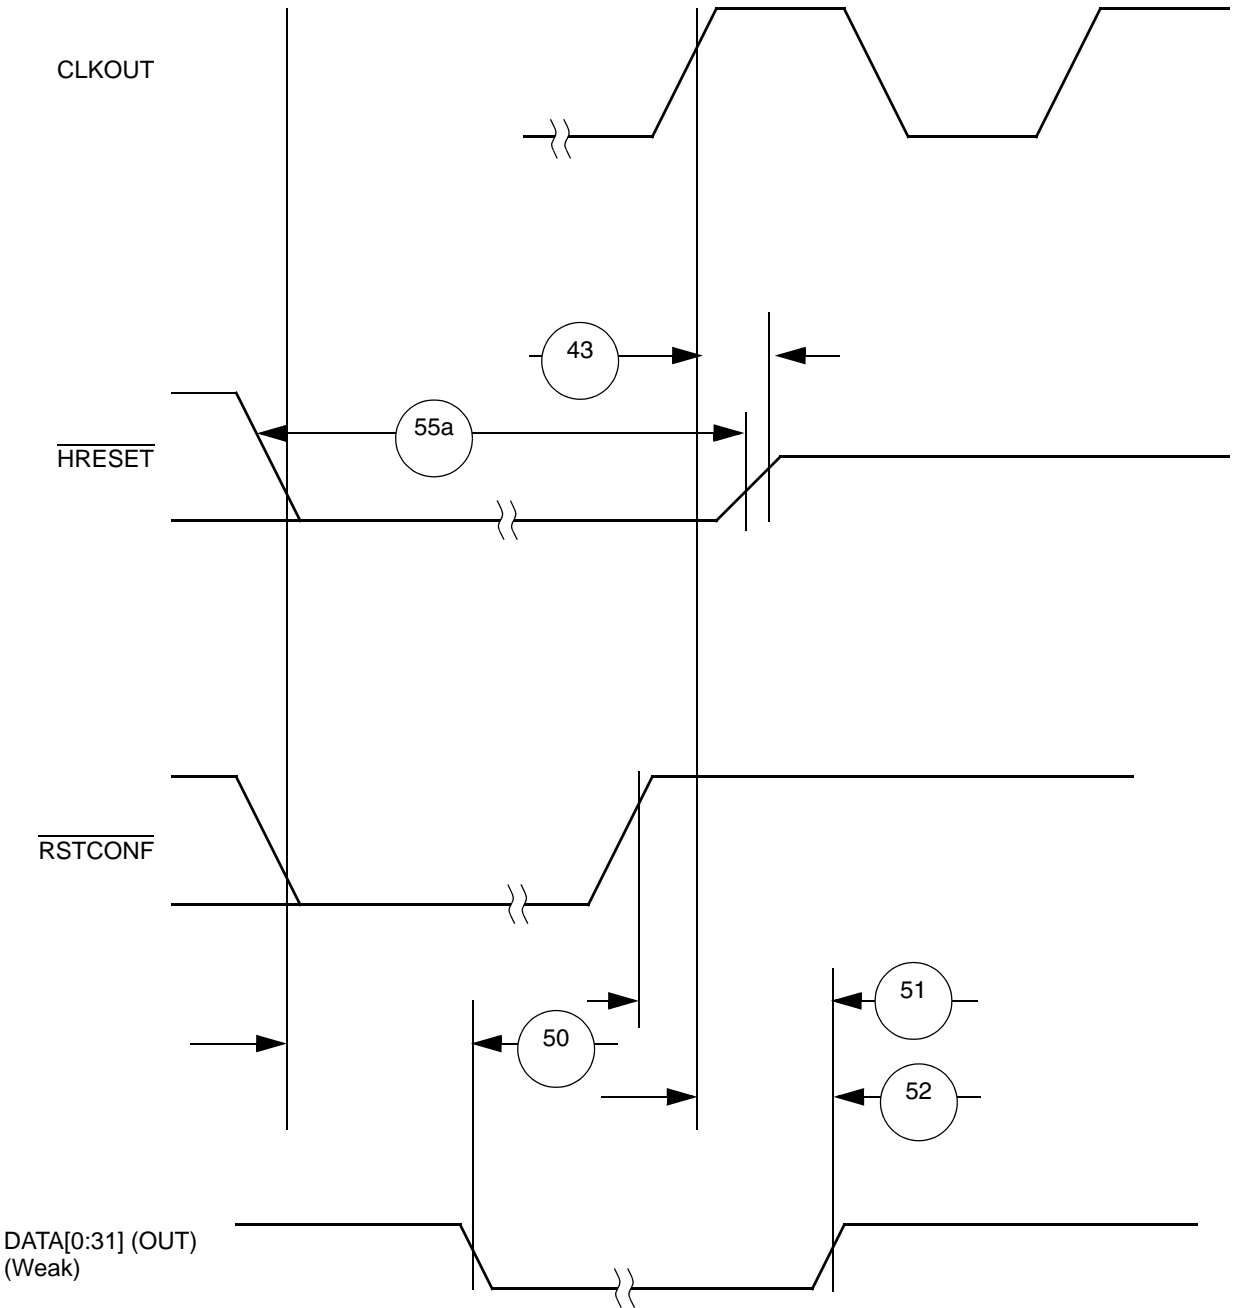 CLKOUT
43
55a
HRESET
RSTCONF
51
50
52
DATA[0:31] (OUT)
(Weak)